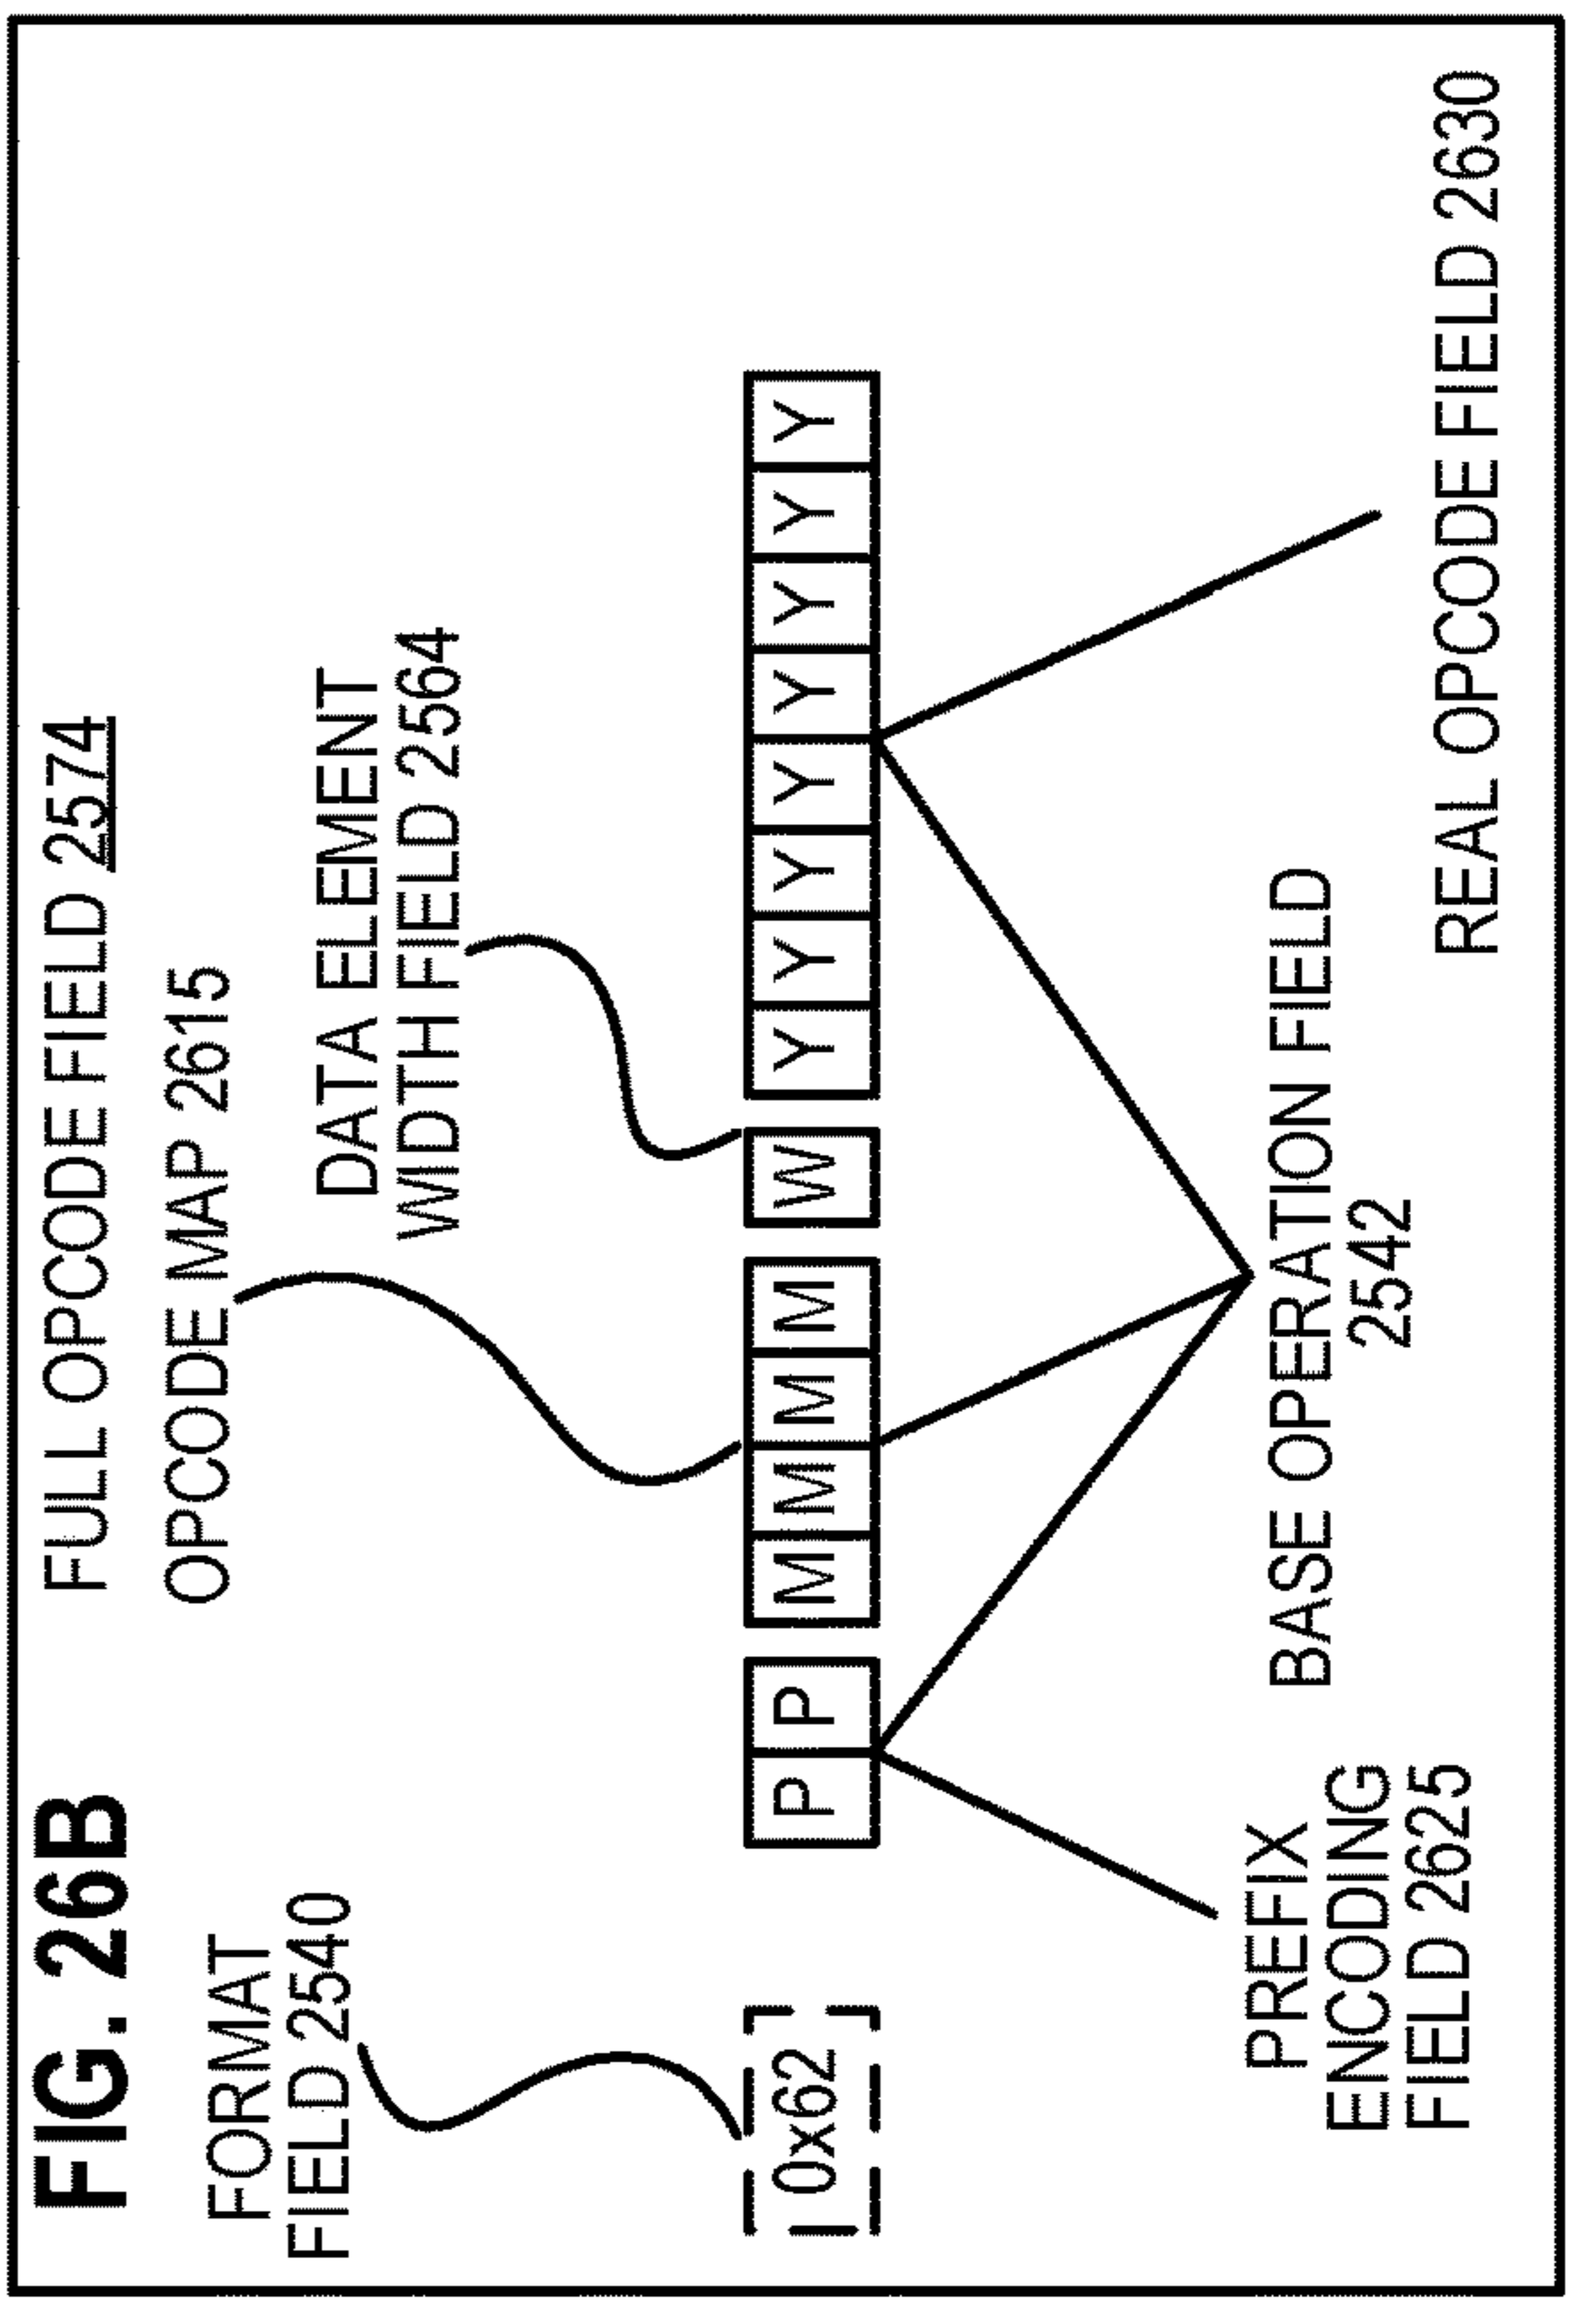 FIG. 26B
FULL OPCODE FIELD 2574
FORMAT
FIELD 2540
OPCODE MAP 2615
DATA ELEMENT
WIDTH FIELD 2564
0x62
P P
M M M M
W
Y Y Y Y Y Y Y Y
PREFIX
ENCODING
FIELD 2625
BASE OPERATION FIELD
2542
REAL OPCODE FIELD 2630